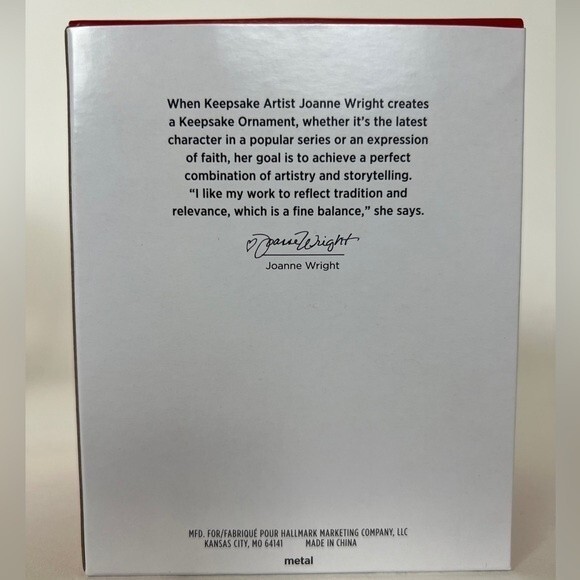 When Keepsake Artist Joanne Wright creates
a Keepsake Ornament, whether it's the latest
character in a popular series or an expression
of faith, her goal is to achieve a perfect
combination of artistry and storytelling.
“I like my work to reflect tradition and
relevance, which is a fine balance,” she says.
Joanne Wright
Joanne Wright
MFD. FOR/FABRIQUÉ POUR HALLMARK MARKETING COMPANY, LLC
KANSAS CITY, MO 64141 MADE IN CHINA
metal